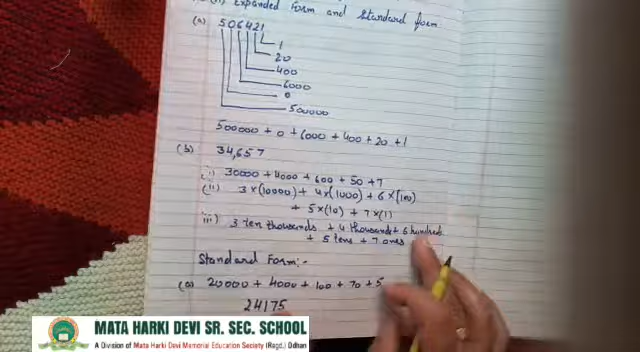 Expanded form and Standard form
(a) 506421
1
20
400
6000
0
500000
500000 + 0 + 6000 + 400 + 20 + 1
(b) 34,657
i) 30000 + 4000 + 600 + 50 + 7
(ii) 3×(10000) + 4×(1000) + 6×(100)
+ 5×(10) + 7×(1)
iii) 3 ten thousands + 4 thousands + 6 hundred
+ 5 tens + 7 ones
Standard Form:-
(a) 20000 + 4000 + 100 + 70 + 5
24175
MATA HARKI DEVI SR. SEC. SCHOOL
A Division of Mata Harki Devi Memorial Education Society (Regd.) Odhan